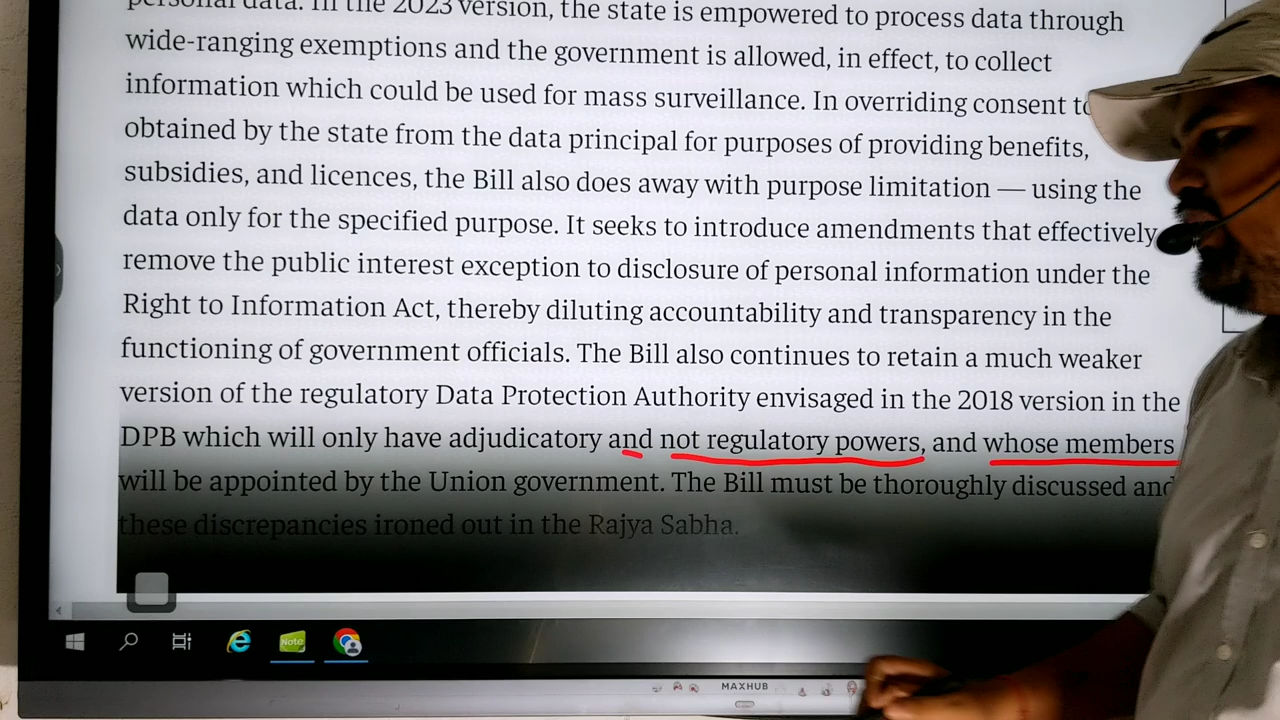 personal data. In the 2023 version, the state is empowered to process data through
wide-ranging exemptions and the government is allowed, in effect, to collect
information which could be used for mass surveillance. In overriding consent to
obtained by the state from the data principal for purposes of providing benefits,
subsidies, and licences, the Bill also does away with purpose limitation — using the
data only for the specified purpose. It seeks to introduce amendments that effectively
remove the public interest exception to disclosure of personal information under the
Right to Information Act, thereby diluting accountability and transparency in the
functioning of government officials. The Bill also continues to retain a much weaker
version of the regulatory Data Protection Authority envisaged in the 2018 version in the
DPB which will only have adjudicatory and not regulatory powers, and whose members
will be appointed by the Union government. The Bill must be thoroughly discussed and
these discrepancies ironed out in the Rajya Sabha.
Note
MAXHUB